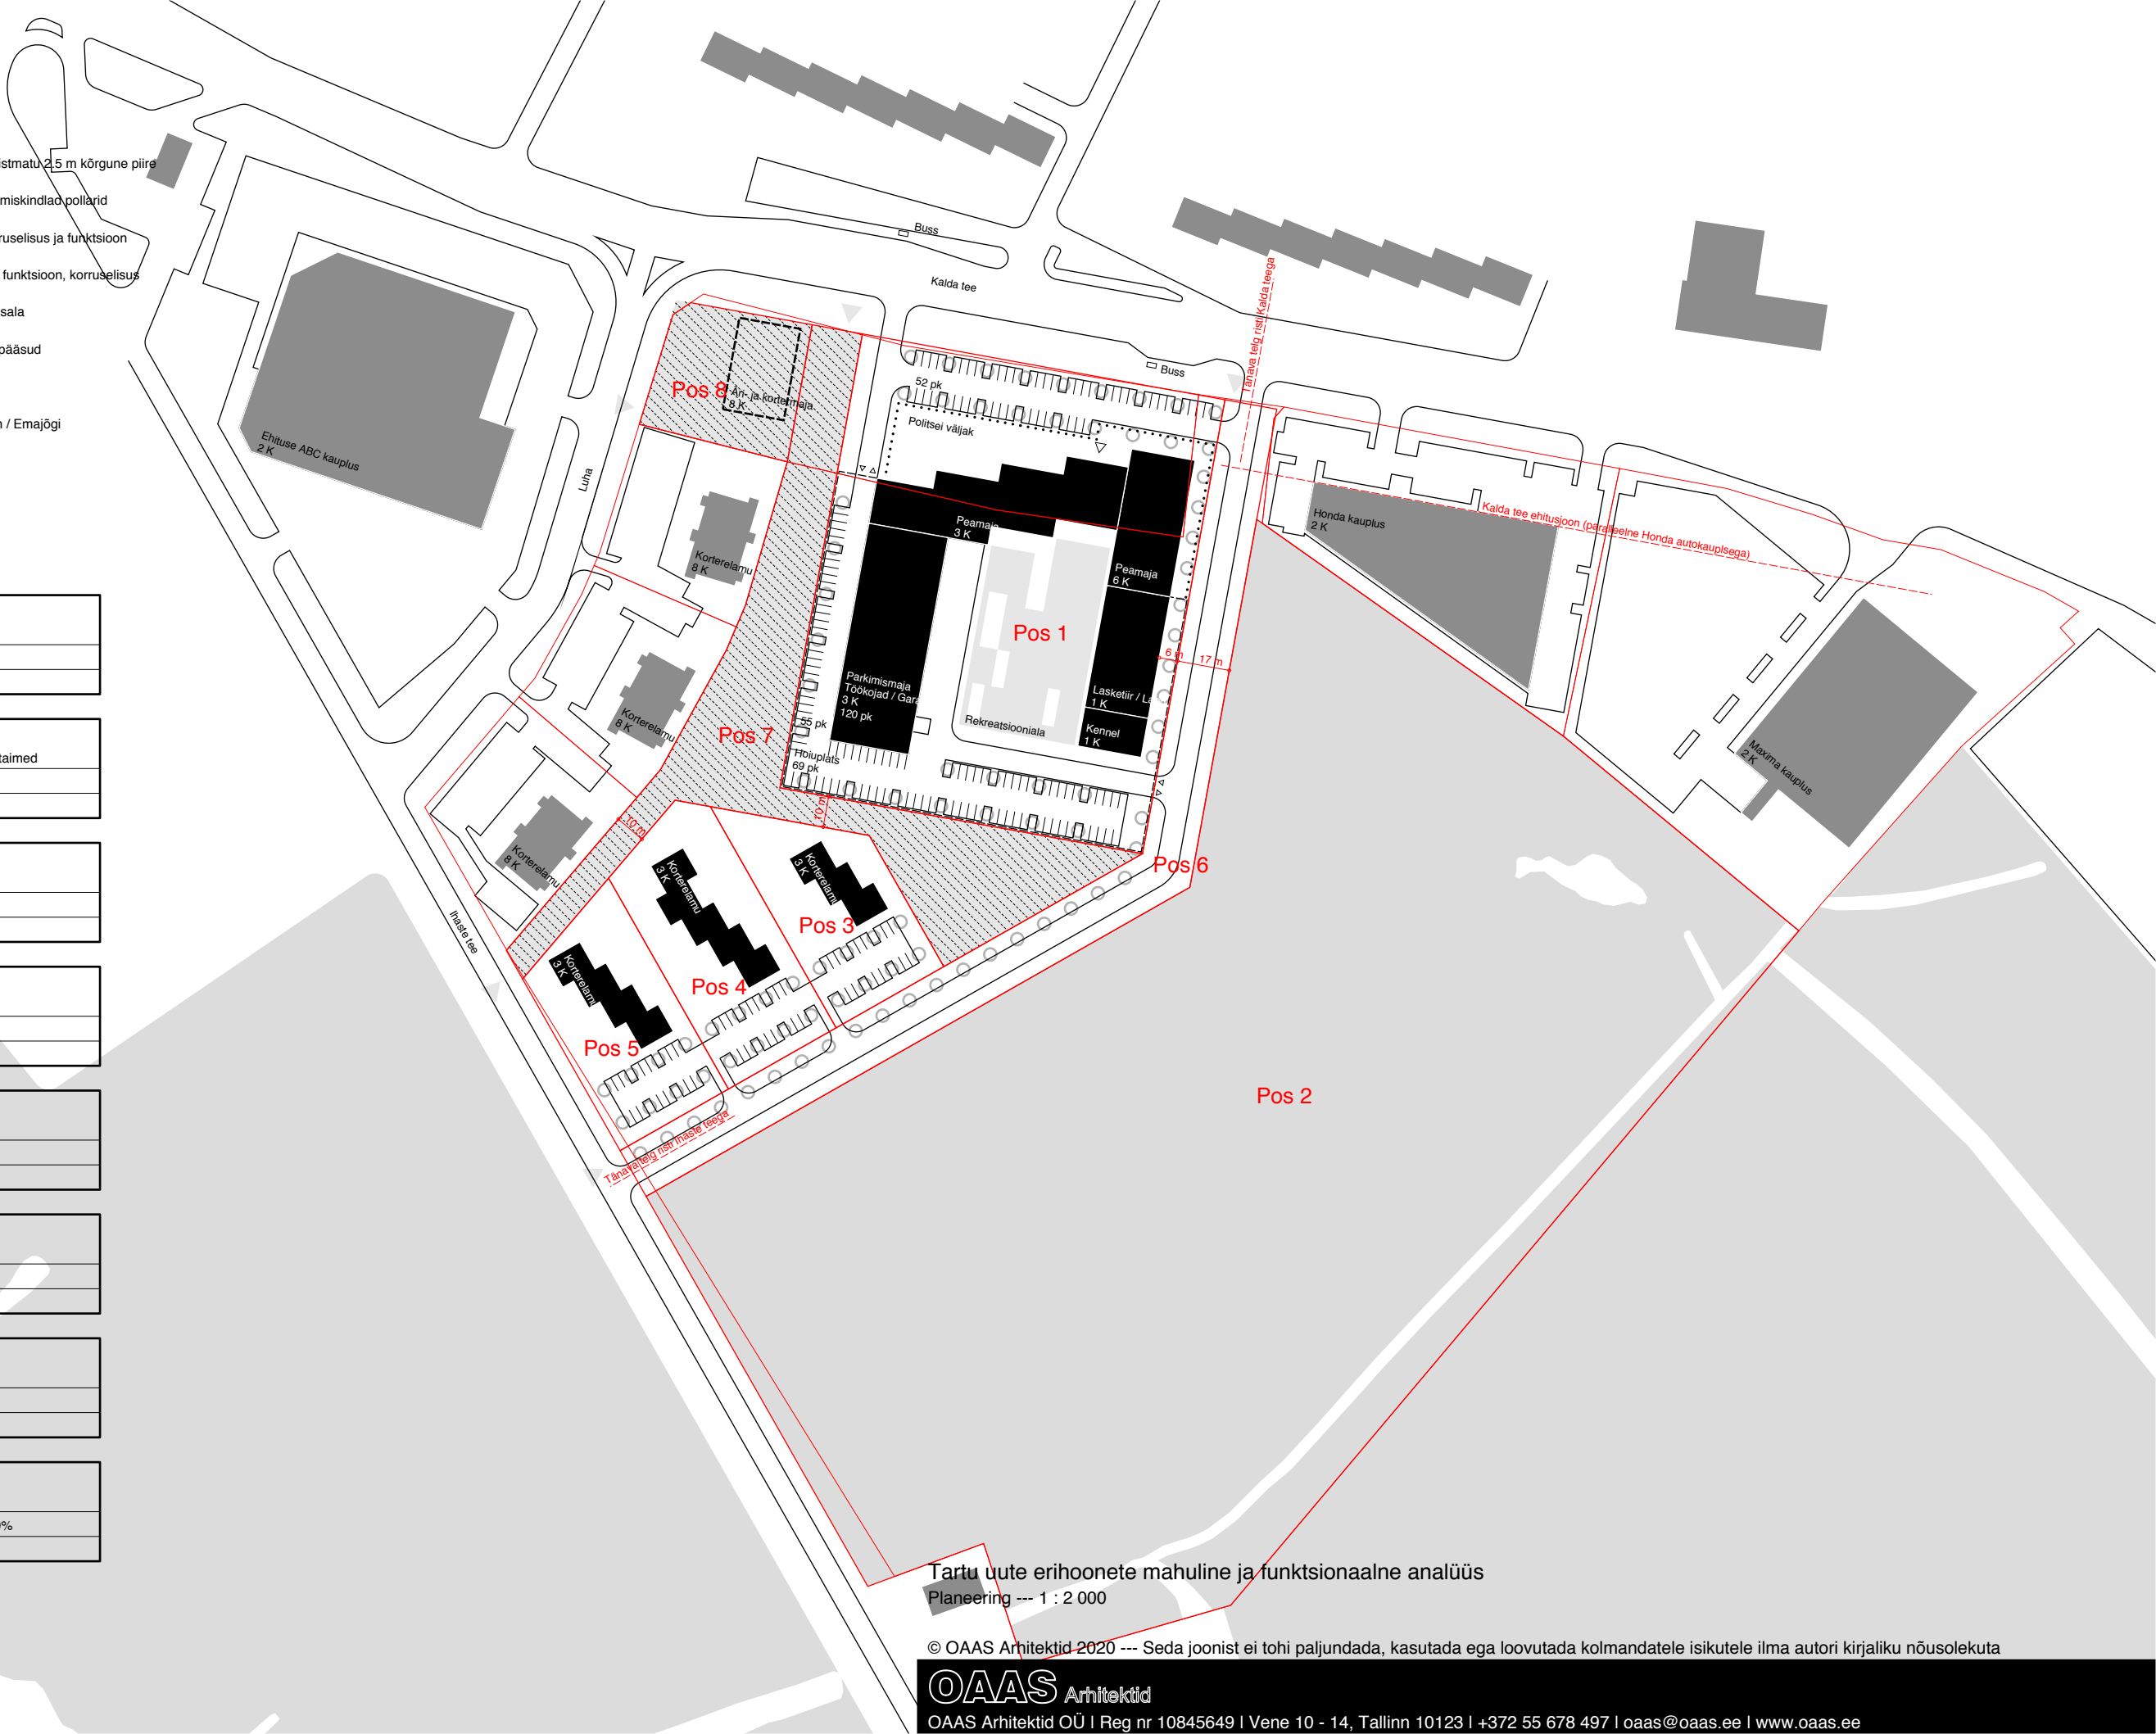 istmatu 2.5 m kõrgune piire
miskindlad pollarid
ruselisus ja funktsioon
funktsioon, korruselisus
sala
pääsud
n / Emajõgi
taimed
%
Buss
Kalda tee
Buss
Tänava telg risti Kalda teega
Pos 8
Äri- ja kortermaja
8 K
52 pk
Politsei väljak
Ehituse ABC kauplus
2 K
Luha
Korterelamu
8 K
Peamaja
3 K
Peamaja
6 K
Honda kauplus
2 K
Kalda tee ehitusjoon (paralleelne Honda autokauplsega)
Pos 1
6 m
17 m
Parkimismaja
Töökojad / Gara
3 K
120 pk
Lasketiir / La
1 K
Kennel
1 K
Rekreatsiooniala
Korterelamu
8 K
Pos 7
55 pk
Hoiuplats
69 pk
Maxima kauplus
2 K
10 m
10 m
Korterelamu
8 K
Pos 6
Korterelamu
3 K
Korterelamu
3 K
Pos 3
Ihaste tee
Korterelamu
3 K
Pos 4
Pos 5
Pos 2
Tänava telg risti Ihaste teega
Tartu uute erihoonete mahuline ja funktsionaalne analüüs
Planeering --- 1 : 2 000
© OAAS Arhitektid 2020 --- Seda joonist ei tohi paljundada, kasutada ega loovutada kolmandatele isikutele ilma autori kirjaliku nõusolekuta
OAAS Arhitektid
OAAS Arhitektid OÜ | Reg nr 10845649 | Vene 10 - 14, Tallinn 10123 | +372 55 678 497 | oaas@oaas.ee | www.oaas.ee